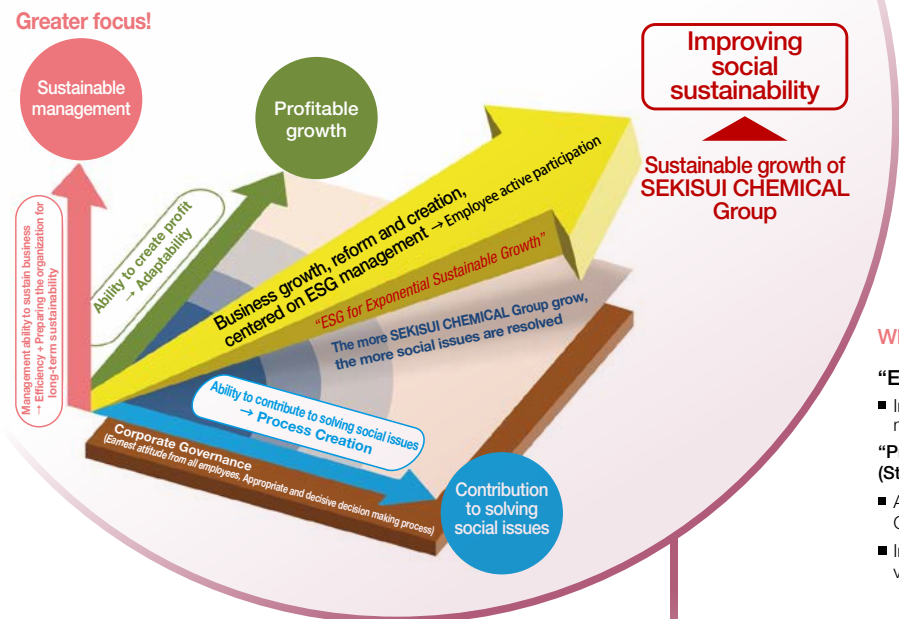 Greater focus!
Sustainable
management
Profitable
growth
Improving
social
sustainability
Sustainable growth of
SEKISUI CHEMICAL
Group
Management ability to sustain business
→ Efficiency + Preparing the organization for
long-term sustainability
Ability to create profit
→ Adaptability
Business growth, reform and creation,
centered on ESG management → Employee active participation
"ESG for Exponential Sustainable Growth"
The more SEKISUI CHEMICAL Group grow,
the more social issues are resolved
Ability to contribute to solving social issues
→ Process Creation
Corporate Governance
(Earnest attitude from all employees, Appropriate and decisive decision making process)
Contribution
to solving
social issues